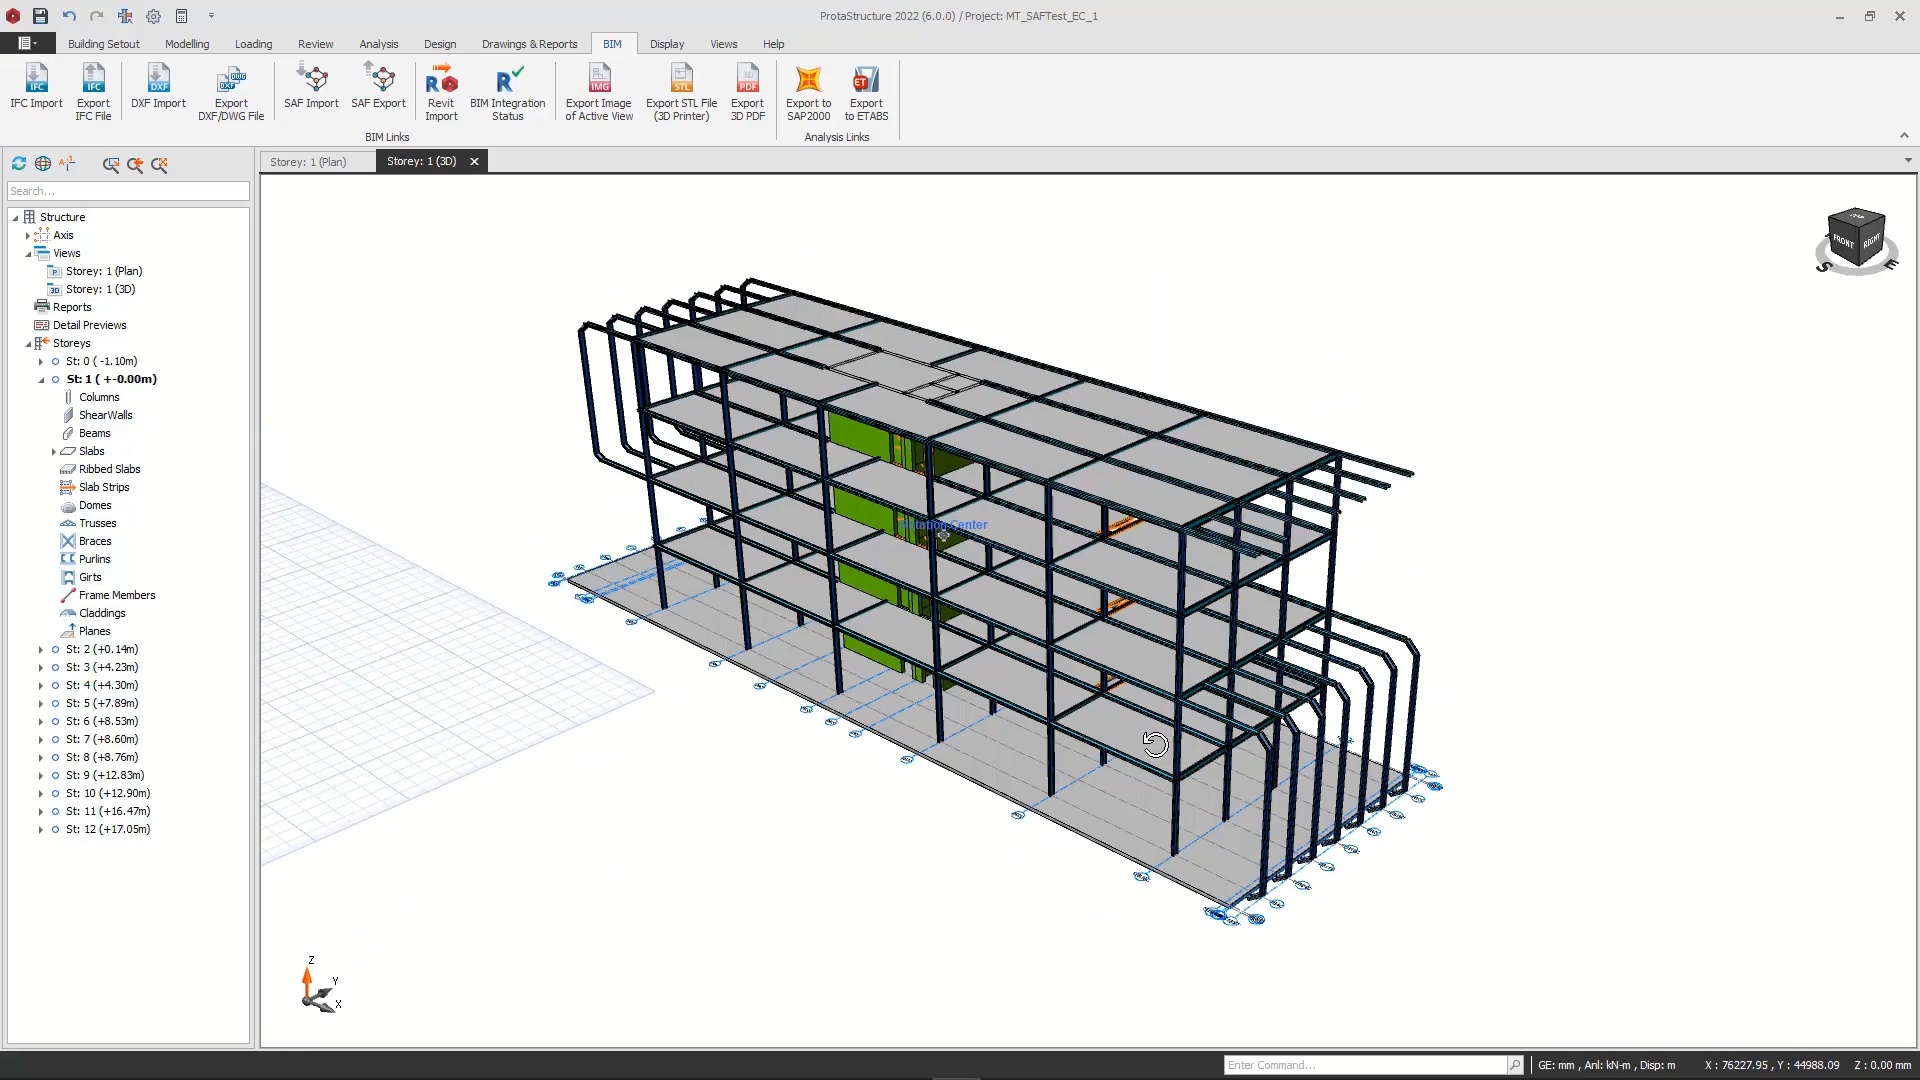 ProtaStructure 2022 (6.0.0) / Project: MT_SAFTest_EC_1
Building Setout Modelling Loading Review Analysis Design Drawings & Reports BIM Display Views Help
IFC Import
Export IFC File
DXF Import
Export DXF/DWG File
SAF Import
SAF Export
Revit Import
BIM Integration Status
Export Image of Active View
Export STL File (3D Printer)
Export 3D PDF
Export to SAP2000
Export to ETABS
BIM Links
Analysis Links
Storey: 1 (Plan)
Storey: 1 (3D)
Search...
Structure
Axis
Views
Storey: 1 (Plan)
Storey: 1 (3D)
Reports
Detail Previews
Storeys
St: 0 ( -1.10m)
St: 1 ( +-0.00m)
Columns
ShearWalls
Beams
Slabs
Ribbed Slabs
Slab Strips
Domes
Trusses
Braces
Purlins
Girts
Frame Members
Claddings
Planes
St: 2 (+0.14m)
St: 3 (+4.23m)
St: 4 (+4.30m)
St: 5 (+7.89m)
St: 6 (+8.53m)
St: 7 (+8.60m)
St: 8 (+8.76m)
St: 9 (+12.83m)
St: 10 (+12.90m)
St: 11 (+16.47m)
St: 12 (+17.05m)
Rotation Center
FRONT RIGHT
S E
Z
Y
X
Enter Command...
GE: mm , Anl: kN-m , Disp: m
X : 76227.95 , Y : 44988.09 Z : 0.00 mm